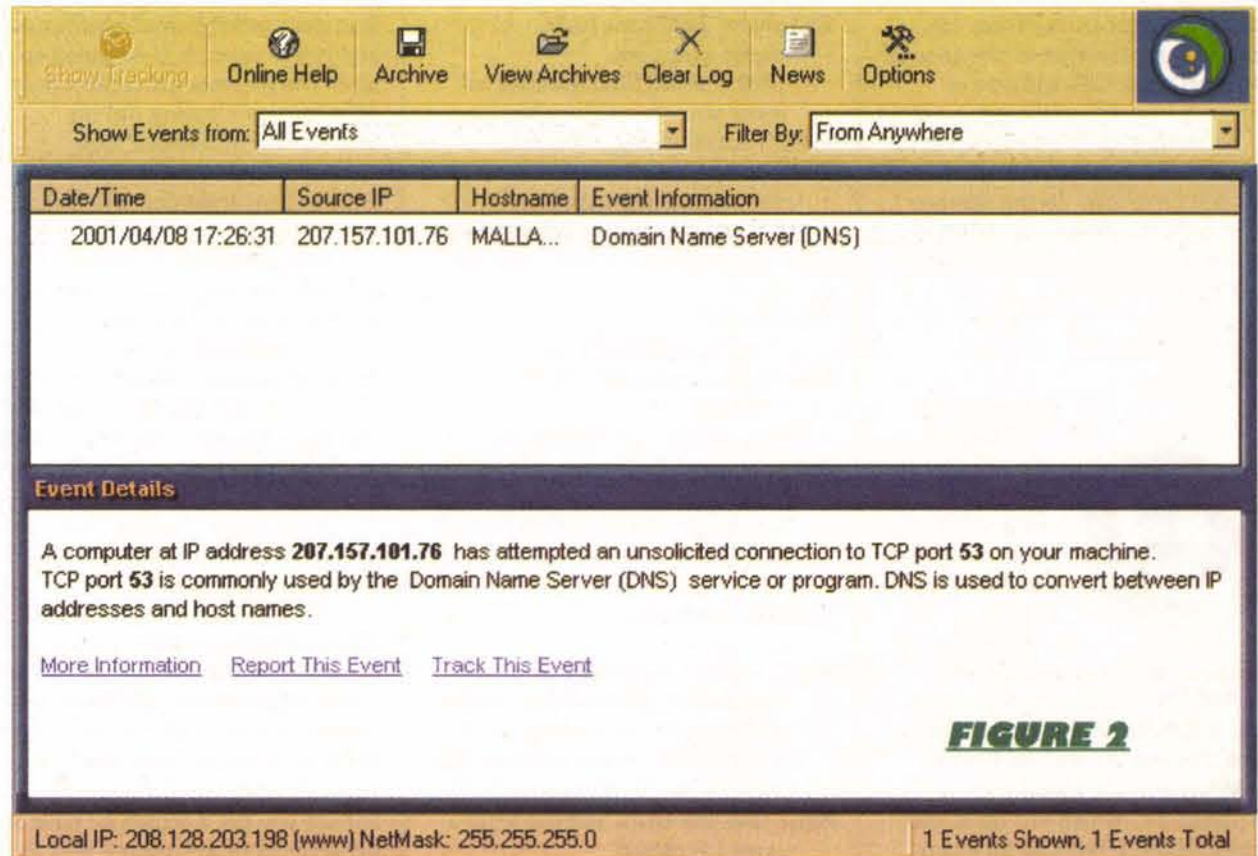 Show Tracking Online Help Archive View Archives Clear Log News Options
Show Events from: All Events Filter By: From Anywhere
Date/Time Source IP Hostname Event Information
2001/04/08 17:26:31 207.157.101.76 MALLA... Domain Name Server (DNS)
Event Details
A computer at IP address 207.157.101.76 has attempted an unsolicited connection to TCP port 53 on your machine.
TCP port 53 is commonly used by the Domain Name Server (DNS) service or program. DNS is used to convert between IP
addresses and host names.
More Information Report This Event Track This Event
FIGURE 2
Local IP: 208.128.203.198 (www) NetMask: 255.255.255.0 1 Events Shown, 1 Events Total